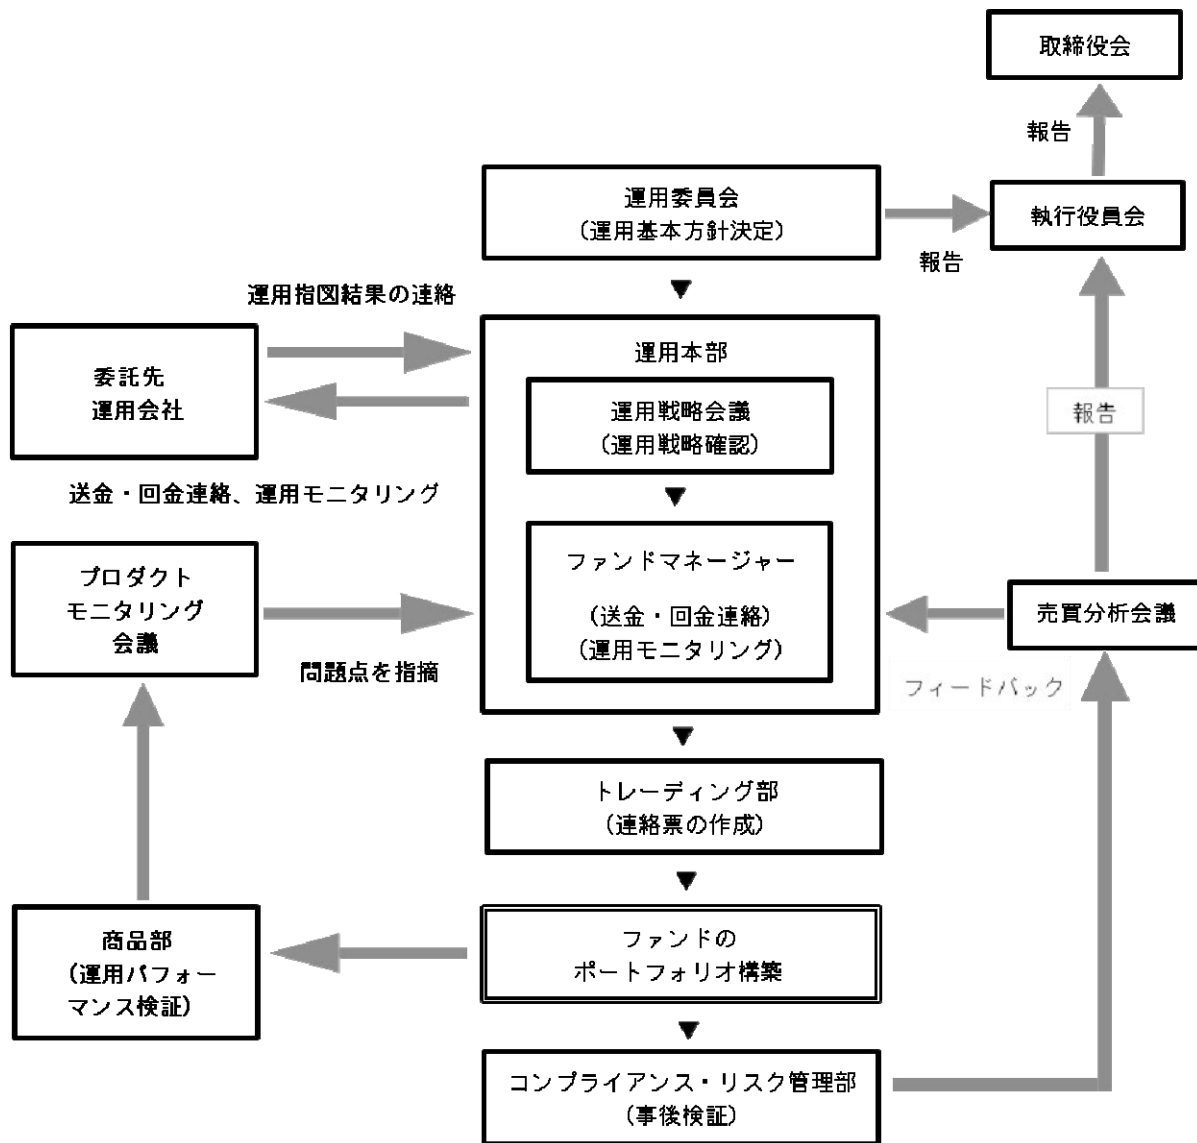 取締役会
報告
運用委員会
(運用基本方針決定)
執行役員会
報告
運用指図結果の連絡
委託先
運用会社
運用本部
運用戦略会議
(運用戦略確認)
報告
送金・回金連絡、運用モニタリング
プロダクト
モニタリング
会議
ファンドマネージャー
(送金・回金連絡)
(運用モニタリング)
売買分析会議
問題点を指摘
フィードバック
トレーディング部
(連絡票の作成)
商品部
(運用パフォー
マンス検証)
ファンドの
ポートフォリオ構築
コンプライアンス・リスク管理部
(事後検証)